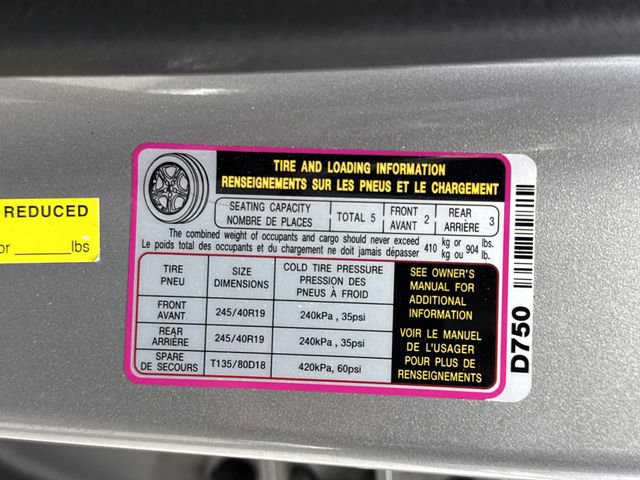 REDUCED
or ______lbs
TIRE AND LOADING INFORMATION
RENSEIGNEMENTS SUR LES PNEUS ET LE CHARGEMENT
SEATING CAPACITY
NOMBRE DE PLACES
TOTAL 5
FRONT
AVANT
2
REAR
ARRIÈRE
3
The combined weight of occupants and cargo should never exceed
Le poids total des occupants et du chargement ne doit jamais dépasser
410
kg or
kg ou
904
lbs.
lb.
TIRE
PNEU
SIZE
DIMENSIONS
COLD TIRE PRESSURE
PRESSION DES
PNEUS À FROID
FRONT
AVANT
245/40R19
240kPa , 35psi
REAR
ARRIÈRE
245/40R19
240kPa , 35psi
SPARE
DE SECOURS
T135/80D18
420kPa, 60psi
SEE OWNER'S
MANUAL FOR
ADDITIONAL
INFORMATION
VOIR LE MANUEL
DE L'USAGER
POUR PLUS DE
RENSEIGNEMENTS
D750